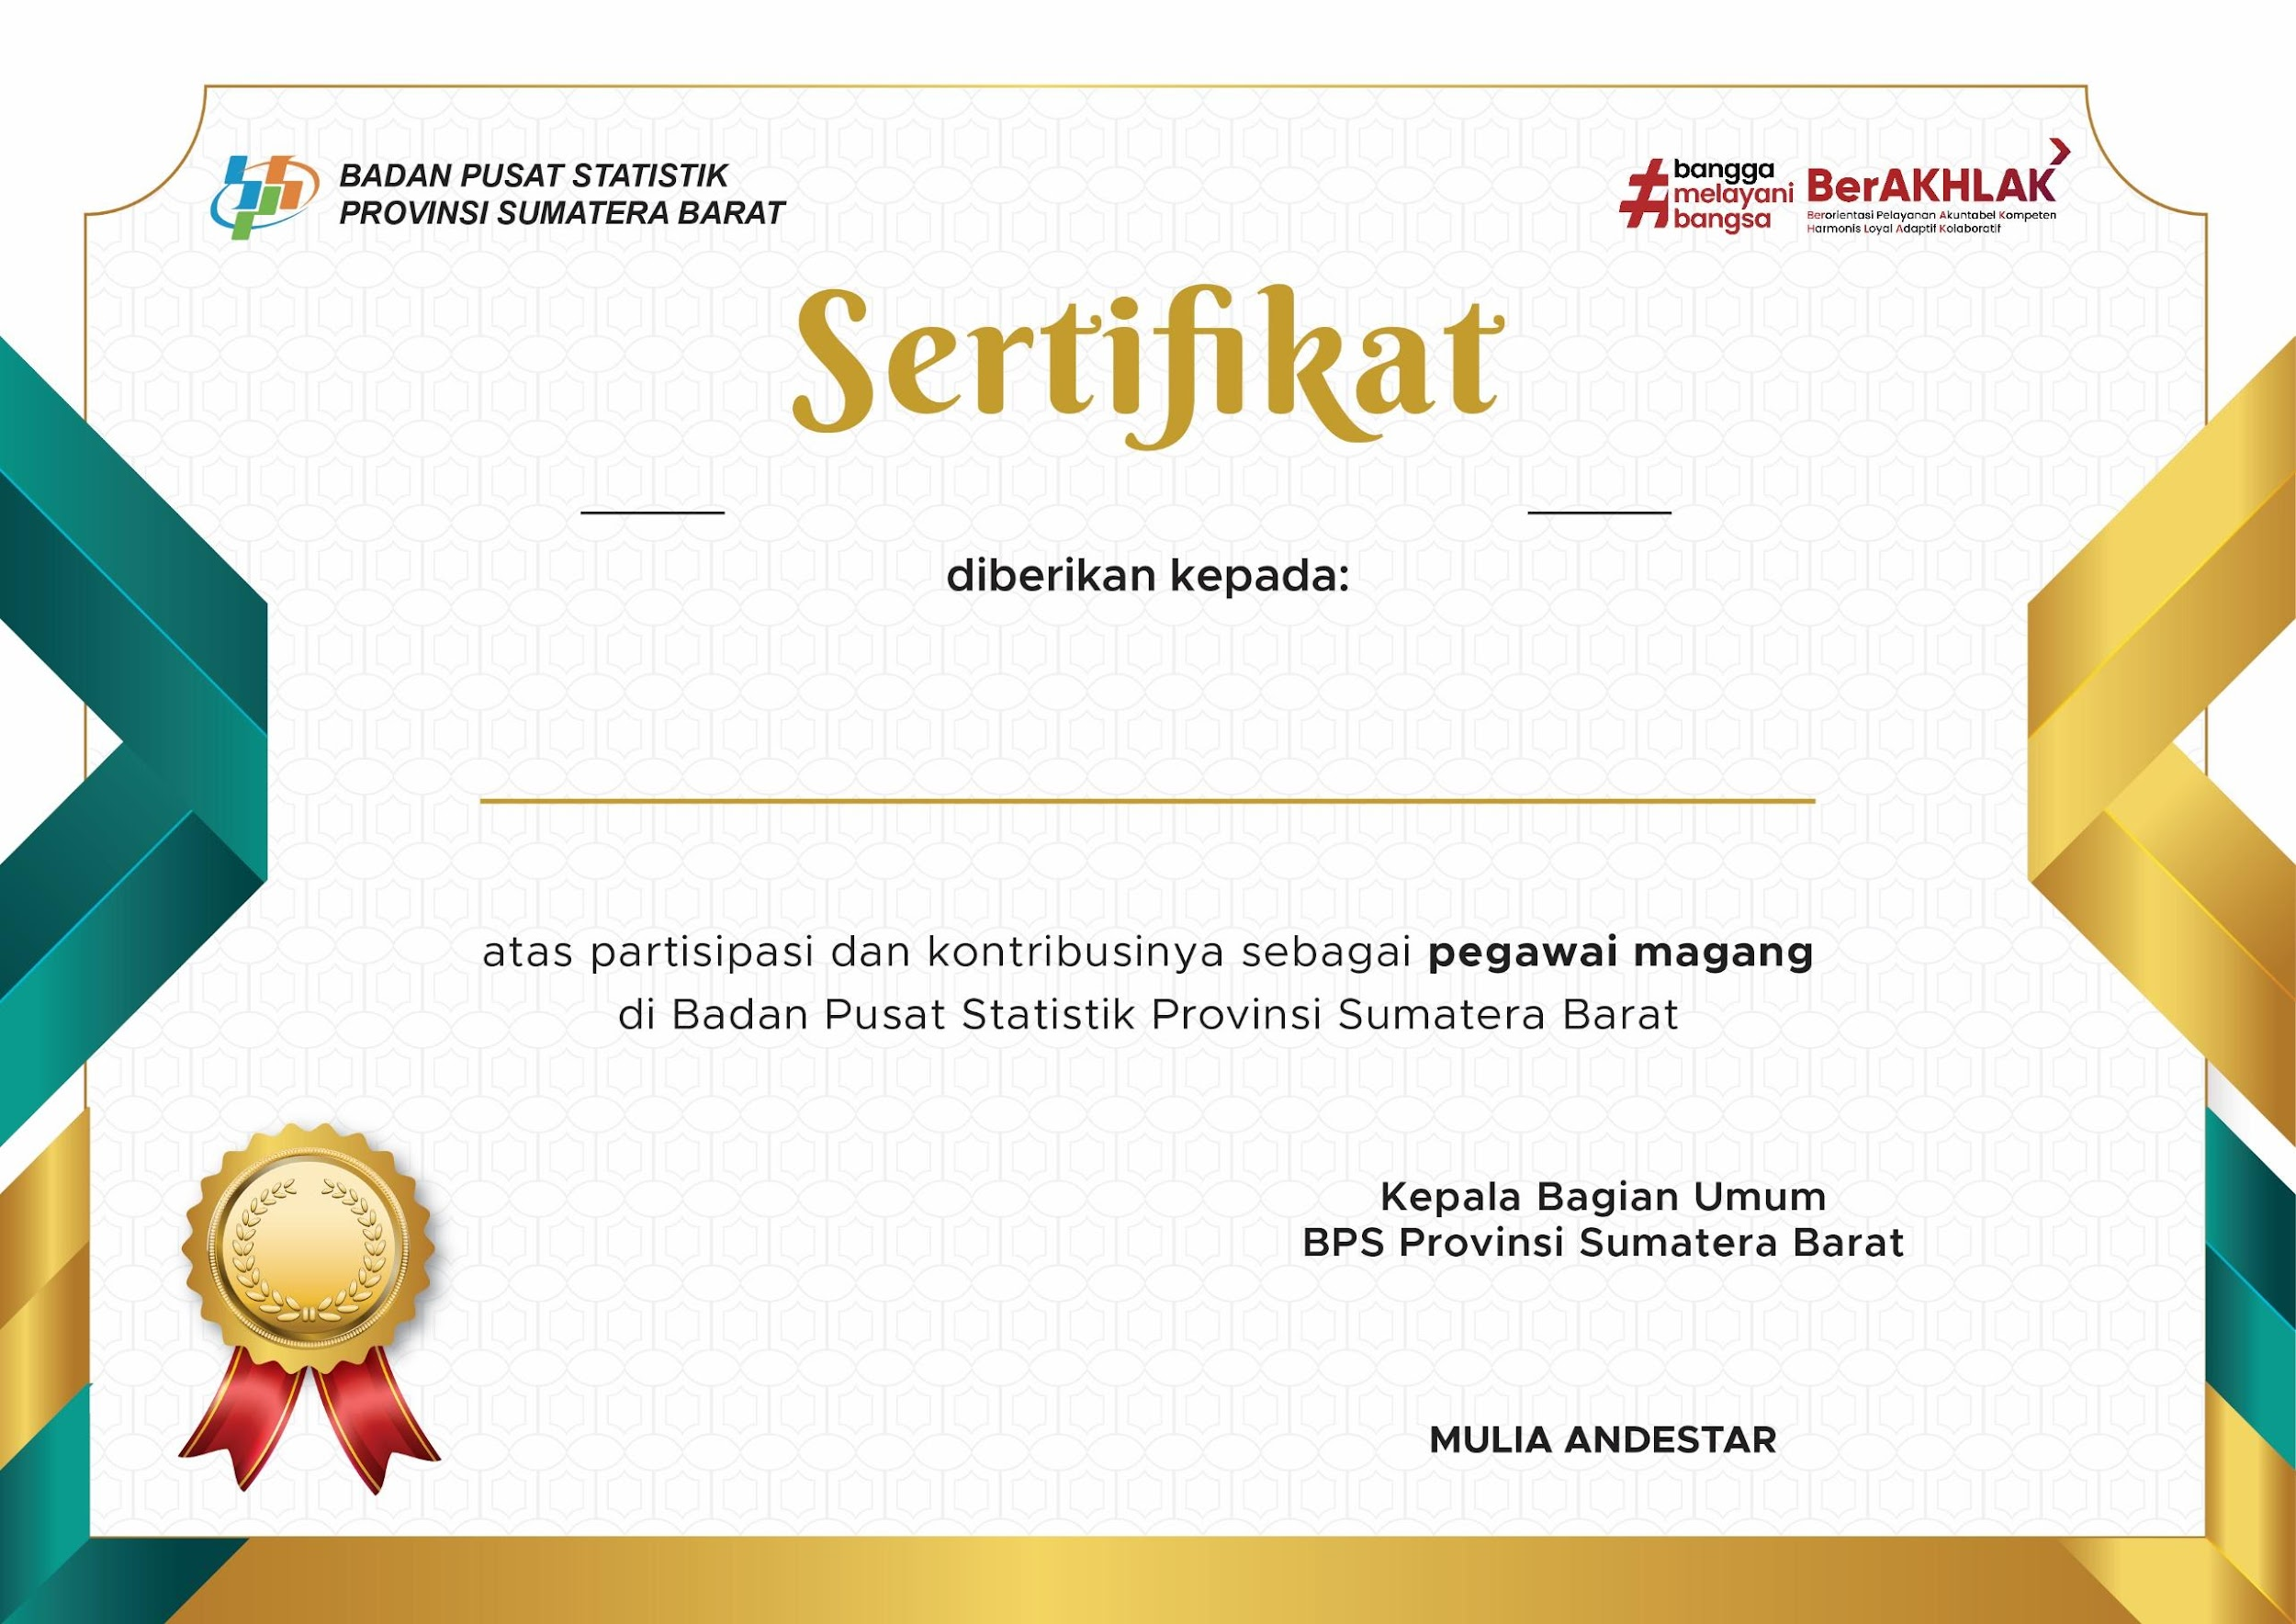 BADAN PUSAT STATISTIK
PROVINSI SUMATERA BARAT
#bangga
melayani
bangsa
BerAKHLAK
Berorientasi Pelayanan Akuntabel Kompeten
Harmonis Loyal Adaptif Kolaboratif
Sertifikat
diberikan kepada:
atas partisipasi dan kontribusinya sebagai pegawai magang
di Badan Pusat Statistik Provinsi Sumatera Barat
Kepala Bagian Umum
BPS Provinsi Sumatera Barat
MULIA ANDESTAR